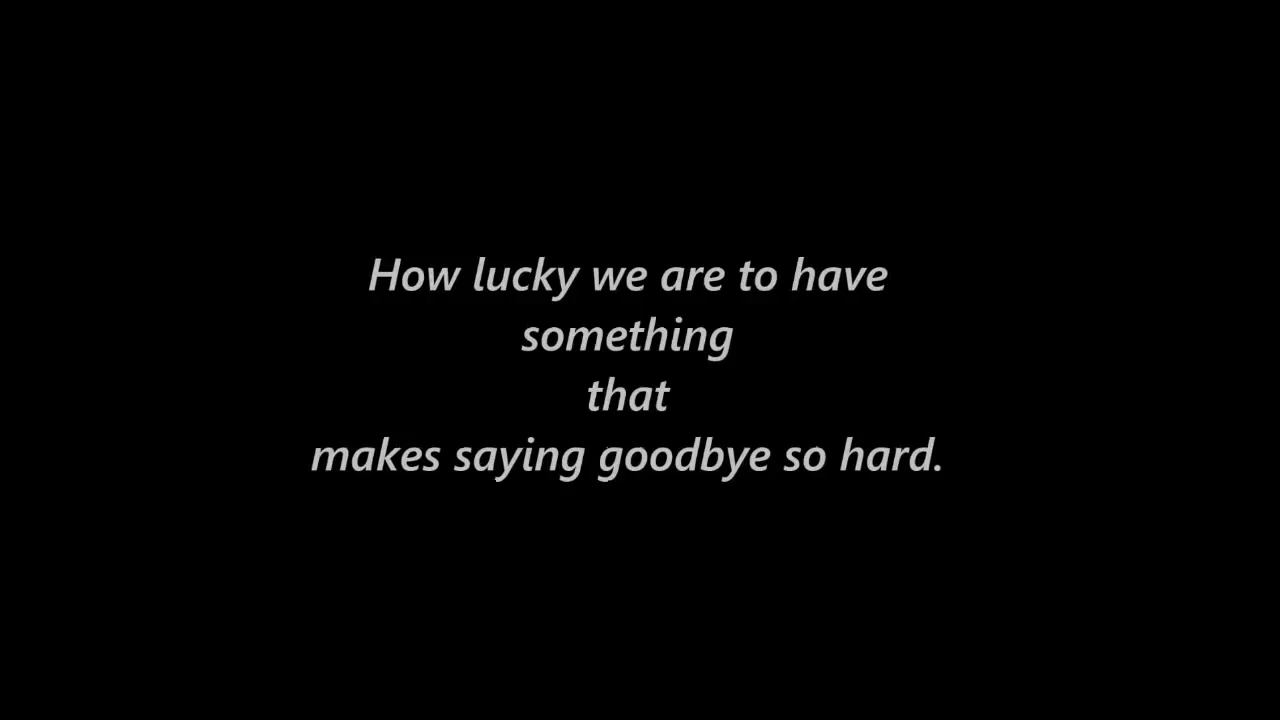 How lucky we are to have
something
that
makes saying goodbye so hard.